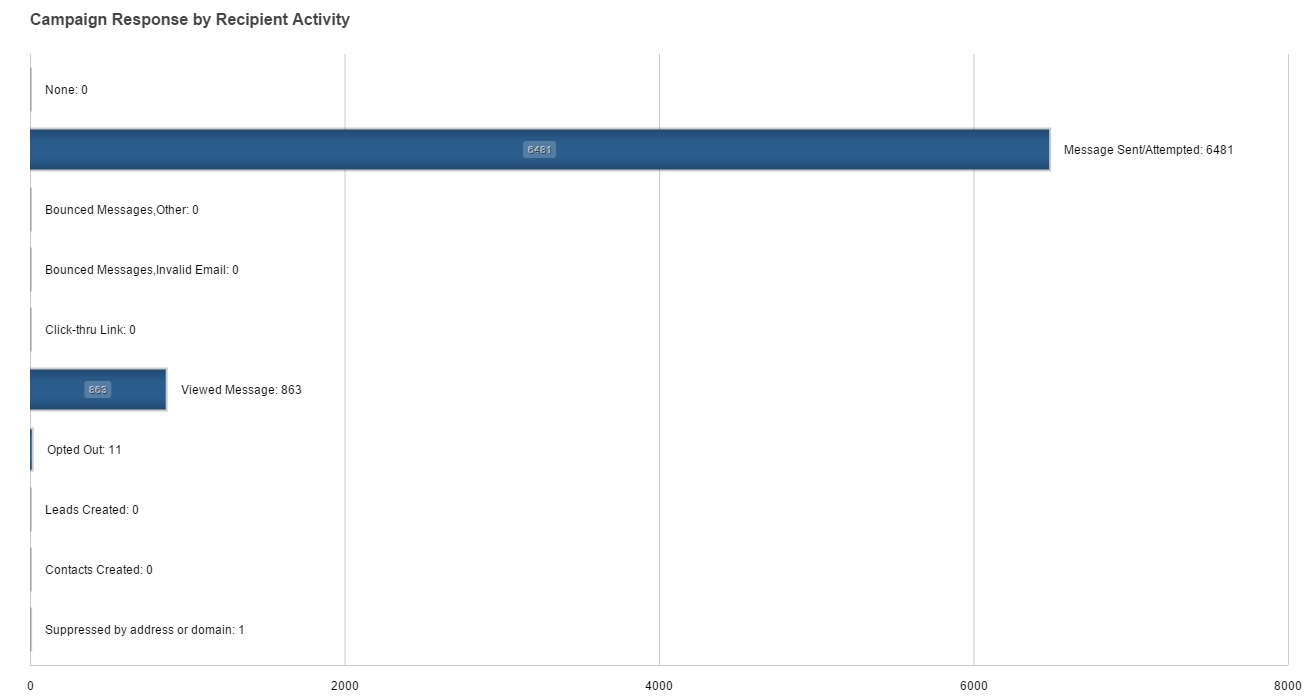 Campaign Response by Recipient Activity
None: 0
6481
Message Sent/Attempted: 6481
Bounced Messages,Other: 0
Bounced Messages,Invalid Email: 0
Click-thru Link: 0
863
Viewed Message: 863
Opted Out: 11
Leads Created: 0
Contacts Created: 0
Suppressed by address or domain: 1
0 2000 4000 6000 8000